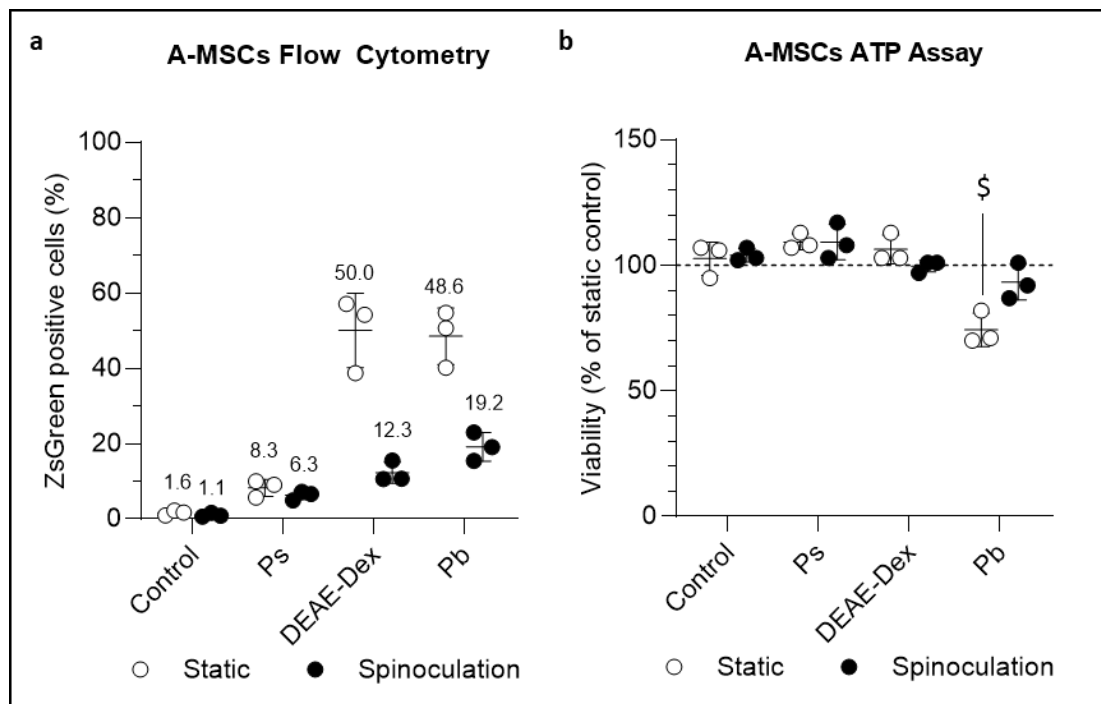 a
A-MSCs Flow Cytometry
ZsGreen positive cells (%)
100
80
60
40
20
0
1.6
1.1
8.3
6.3
50.0
12.3
48.6
19.2
Control
Ps
DEAE-Dex
Pb
Static
Spinoculation
b
A-MSCs ATP Assay
Viability (% of static control)
150
100
50
0
$
Control
Ps
DEAE-Dex
Pb
Static
Spinoculation